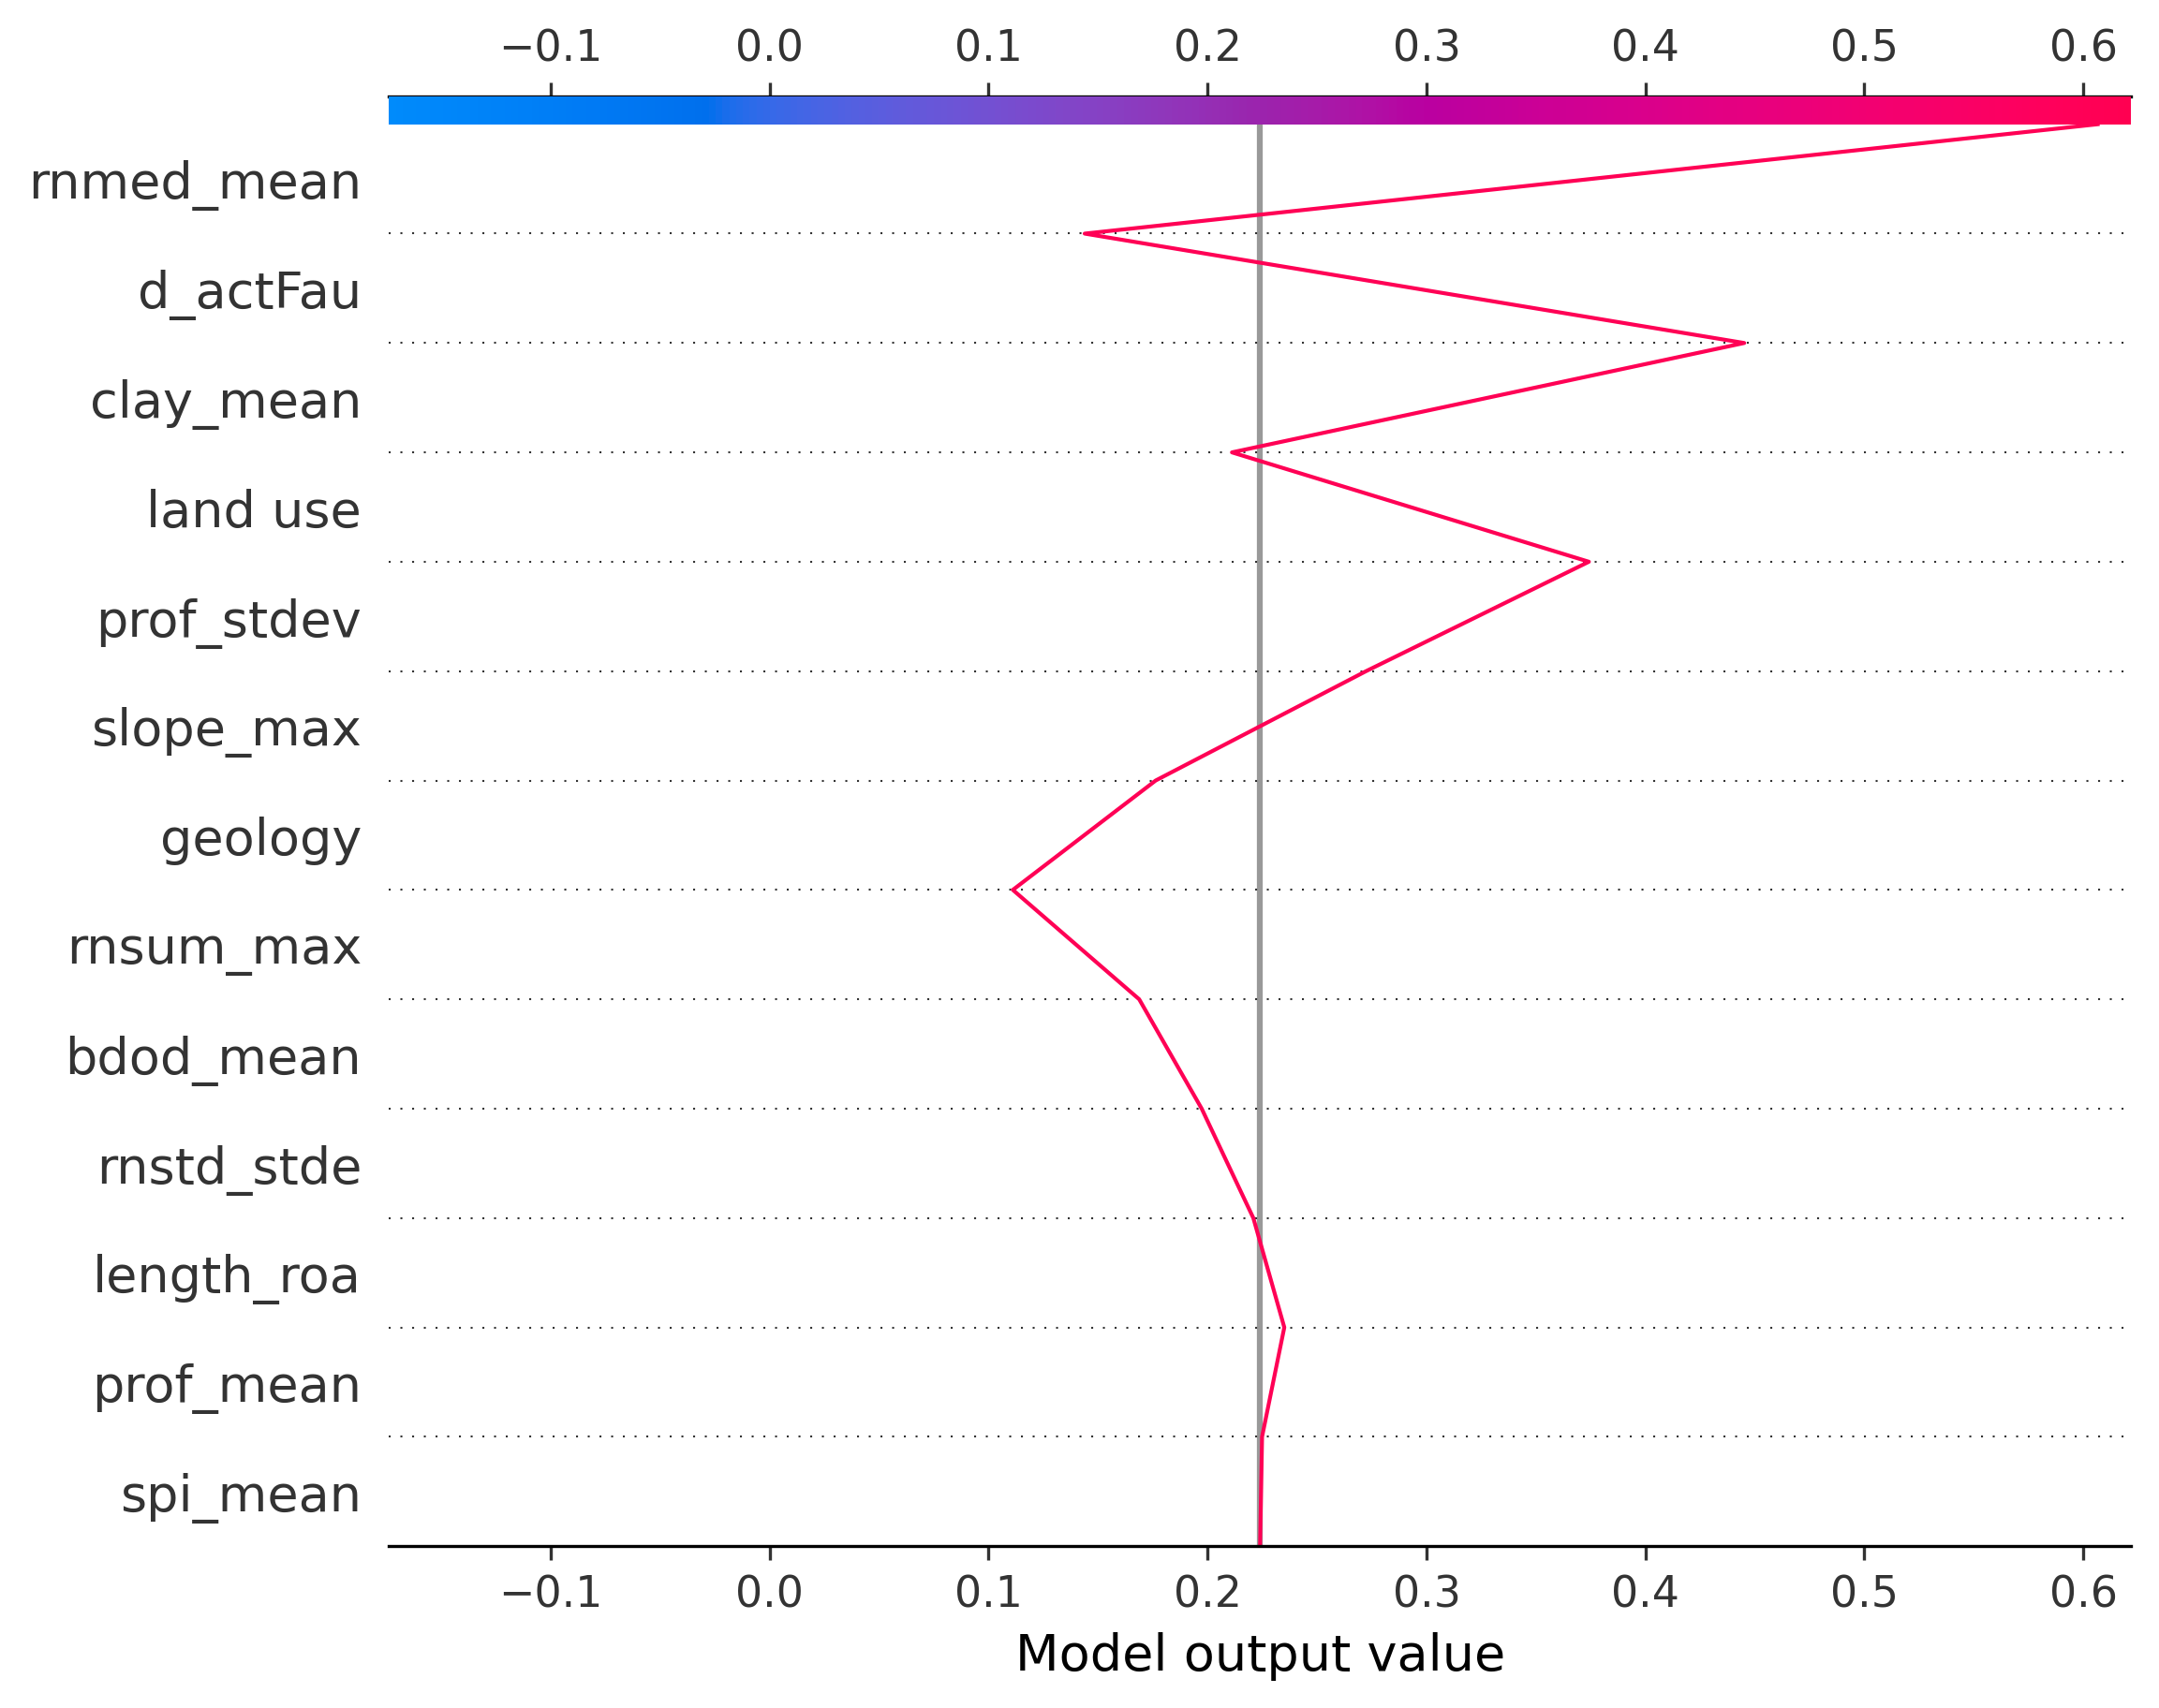 −0.1 0.0 0.1 0.2 0.3 0.4 0.5 0.6
rnmed_mean
d_actFau
clay_mean
land use
prof_stdev
slope_max
geology
rnsum_max
bdod_mean
rnstd_stde
length_roa
prof_mean
spi_mean
−0.1 0.0 0.1 0.2 0.3 0.4 0.5 0.6
Model output value